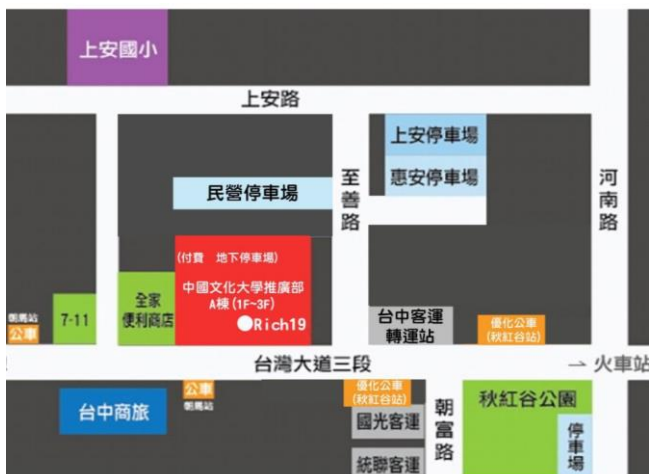 上安國小
上安路
上安停車場
惠安停車場
民營停車場
至善路
河南路
(付費 地下停車場)
中國文化大學推廣部
A棟(1F~3F)
Rich19
全家
便利商店
7-11
朝馬站
公車
台中客運
轉運站
優化公車
(秋紅谷站)
台灣大道三段
→ 火車站
台中商旅
公車
朝馬站
優化公車
(秋紅谷站)
國光客運
統聯客運
朝富路
秋紅谷公園
停車場